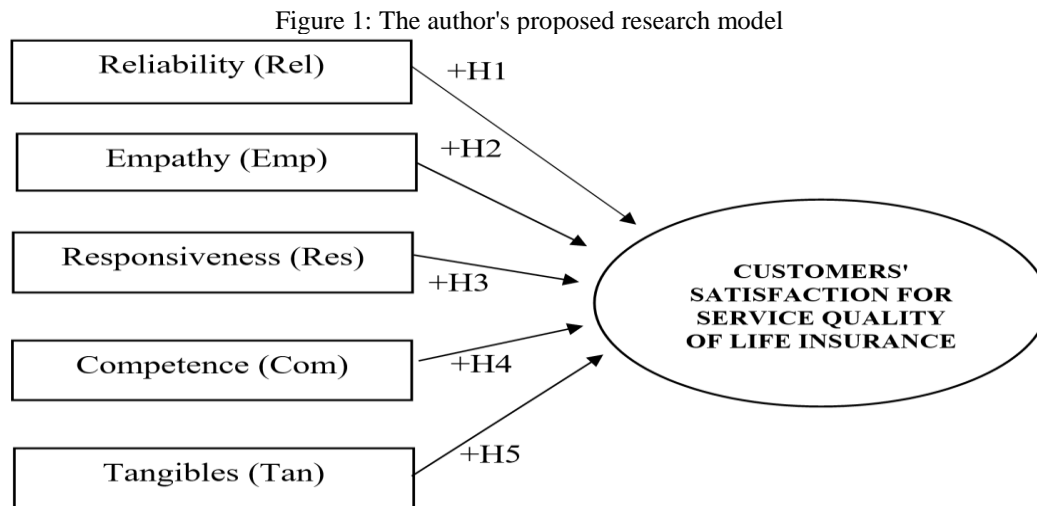 Figure 1: The author's proposed research model
Reliability (Rel)
+H1
Empathy (Emp)
+H2
Responsiveness (Res)
+H3
Competence (Com)
+H4
Tangibles (Tan)
+H5
CUSTOMERS'
SATISFACTION FOR
SERVICE QUALITY
OF LIFE INSURANCE